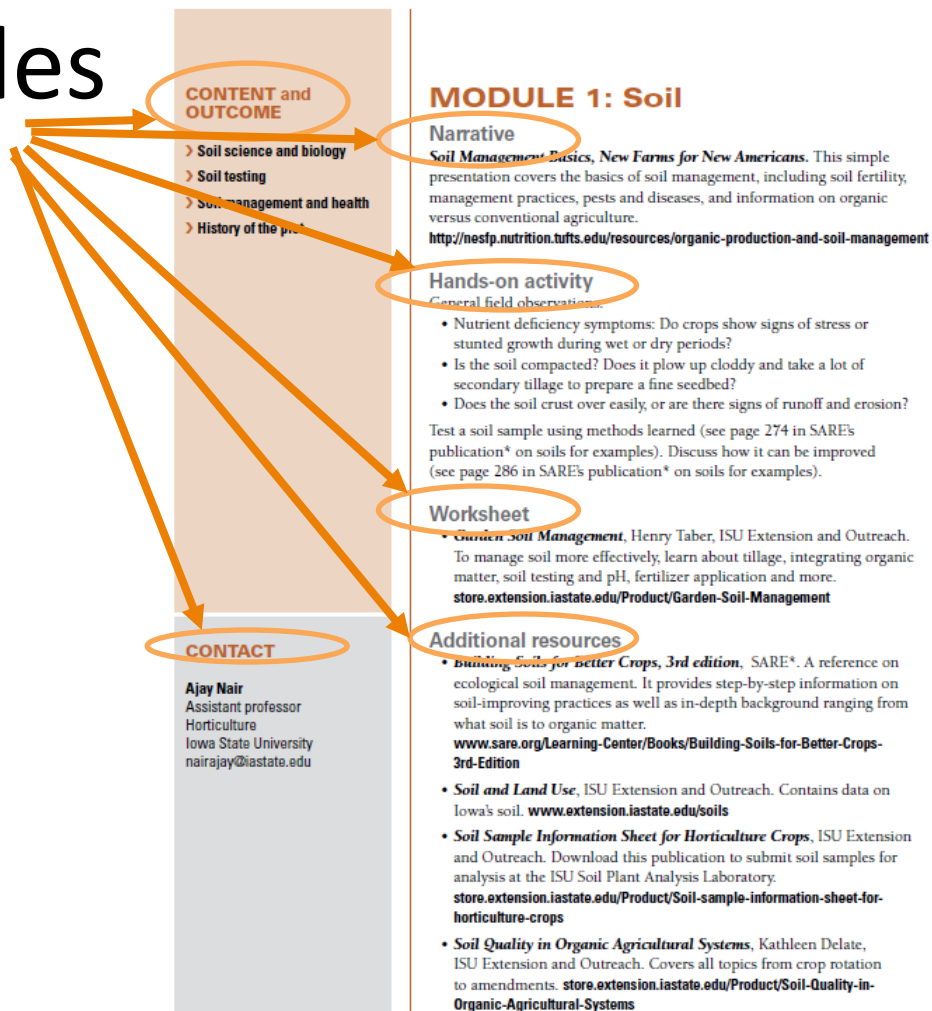 les
CONTENT and
OUTCOME
› Soil science and biology
› Soil testing
› Soil management and health
› History of the plot
CONTACT
Ajay Nair
Assistant professor
Horticulture
Iowa State University
nairajay@iastate.edu
MODULE 1: Soil
Narrative
Soil Management Basics, New Farms for New Americans. This simple
presentation covers the basics of soil management, including soil fertility,
management practices, pests and diseases, and information on organic
versus conventional agriculture.
http://nesfp.nutrition.tufts.edu/resources/organic-production-and-soil-management
Hands-on activity
General field observations:
• Nutrient deficiency symptoms: Do crops show signs of stress or
stunted growth during wet or dry periods?
• Is the soil compacted? Does it plow up cloddy and take a lot of
secondary tillage to prepare a fine seedbed?
• Does the soil crust over easily, or are there signs of runoff and erosion?
Test a soil sample using methods learned (see page 274 in SARE's
publication* on soils for examples). Discuss how it can be improved
(see page 286 in SARE's publication* on soils for examples).
Worksheet
• Garden Soil Management, Henry Taber, ISU Extension and Outreach.
To manage soil more effectively, learn about tillage, integrating organic
matter, soil testing and pH, fertilizer application and more.
store.extension.iastate.edu/Product/Garden-Soil-Management
Additional resources
• Building Soils for Better Crops, 3rd edition, SARE*. A reference on
ecological soil management. It provides step-by-step information on
soil-improving practices as well as in-depth background ranging from
what soil is to organic matter.
www.sare.org/Learning-Center/Books/Building-Soils-for-Better-Crops-
3rd-Edition
• Soil and Land Use, ISU Extension and Outreach. Contains data on
Iowa's soil. www.extension.iastate.edu/soils
• Soil Sample Information Sheet for Horticulture Crops, ISU Extension
and Outreach. Download this publication to submit soil samples for
analysis at the ISU Soil Plant Analysis Laboratory.
store.extension.iastate.edu/Product/Soil-sample-information-sheet-for-
horticulture-crops
• Soil Quality in Organic Agricultural Systems, Kathleen Delate,
ISU Extension and Outreach. Covers all topics from crop rotation
to amendments. store.extension.iastate.edu/Product/Soil-Quality-in-
Organic-Agricultural-Systems